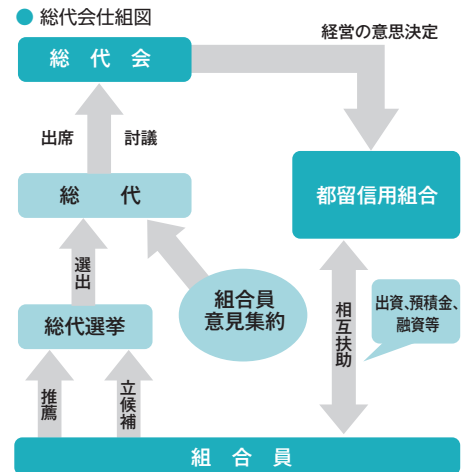 ● 総代会仕組図
経営の意思決定
総代会
出席 討議
総代
都留信用組合
選出
組合員
意見集約
総代選挙
相互扶助
出資、預積金、
融資等
推薦
立候補
組合員